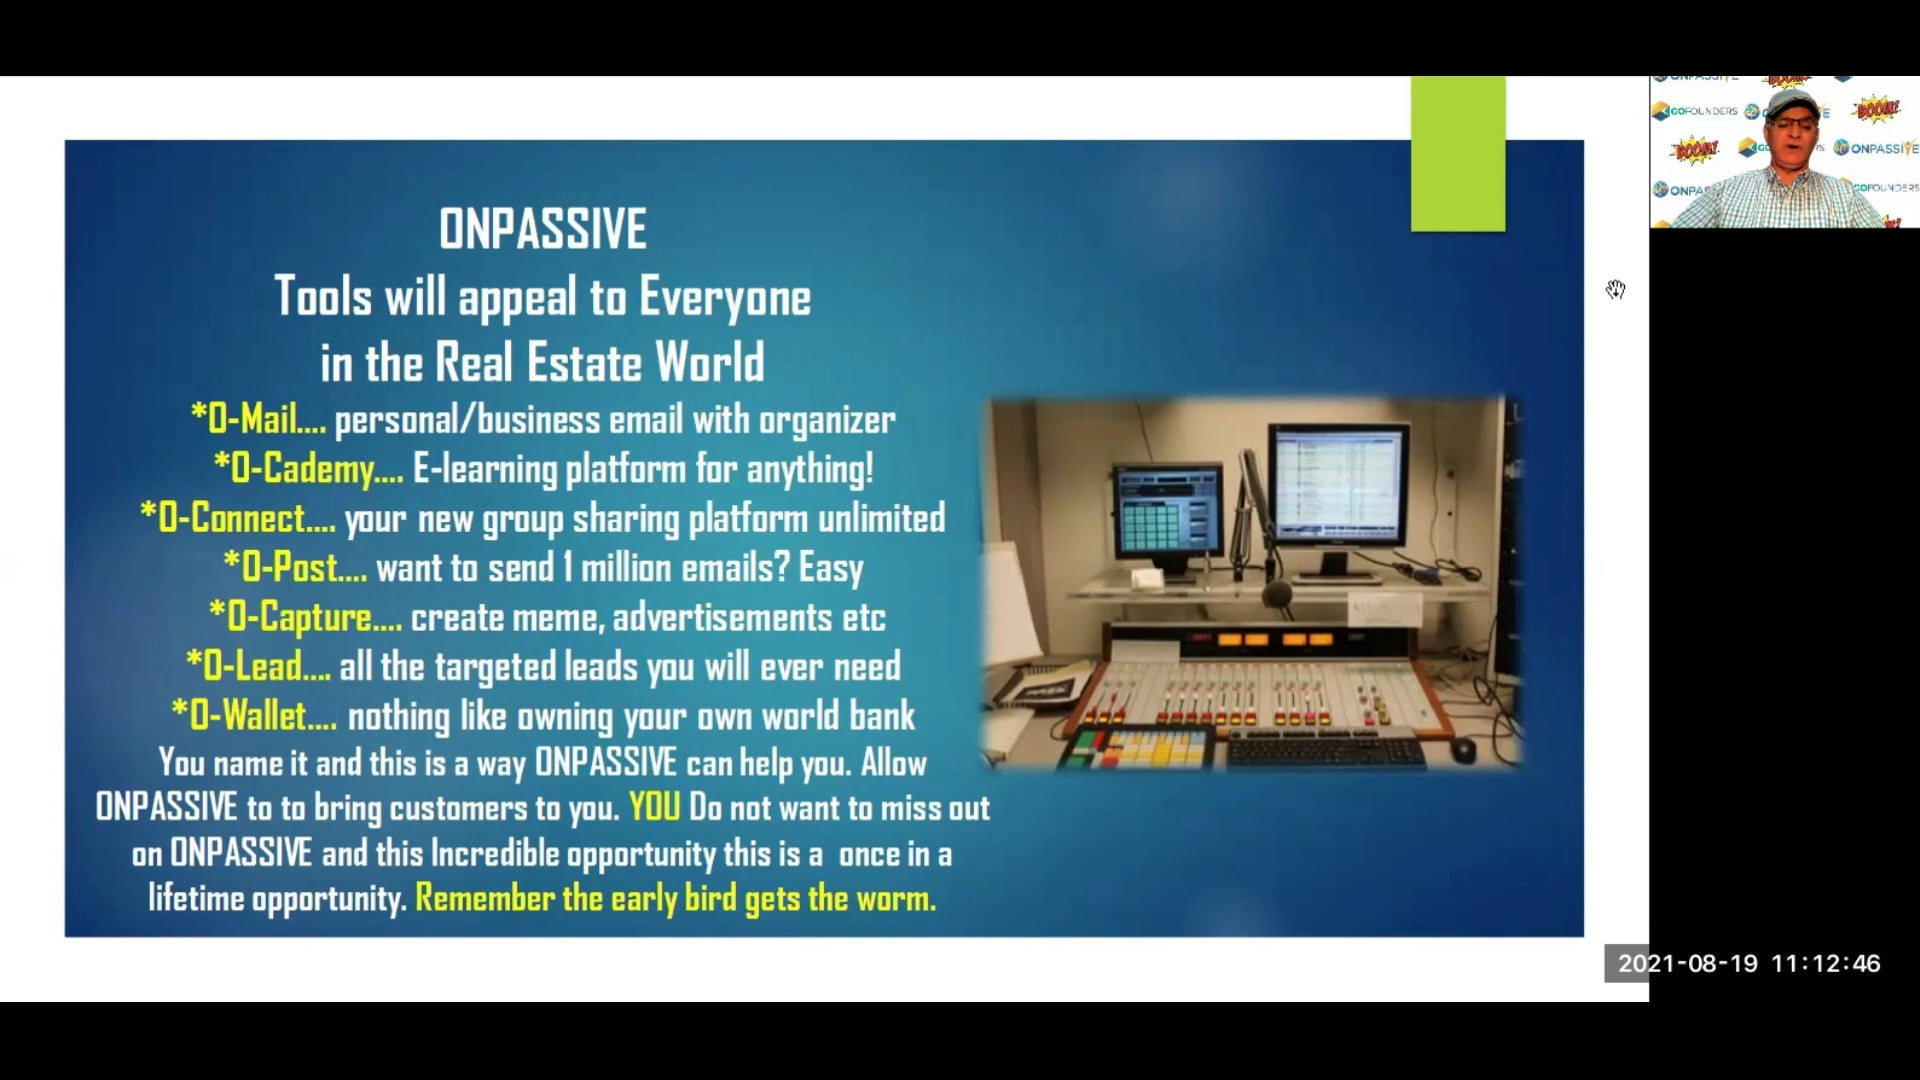 ONPASSIVE
Tools will appeal to Everyone
in the Real Estate World
*O-Mail.... personal/business email with organizer
*O-Cademy.... E-learning platform for anything!
*O-Connect.... your new group sharing platform unlimited
*O-Post.... want to send 1 million emails? Easy
*O-Capture.... create meme, advertisements etc
*O-Lead.... all the targeted leads you will ever need
*O-Wallet.... nothing like owning your own world bank
You name it and this is a way ONPASSIVE can help you. Allow
ONPASSIVE to to bring customers to you. YOU Do not want to miss out
on ONPASSIVE and this Incredible opportunity this is a once in a
lifetime opportunity. Remember the early bird gets the worm.
GOFOUNDERS
BOOM!
BOOM!
ONPASSIVE
GOFOUNDERS
2021-08-19 11:12:46